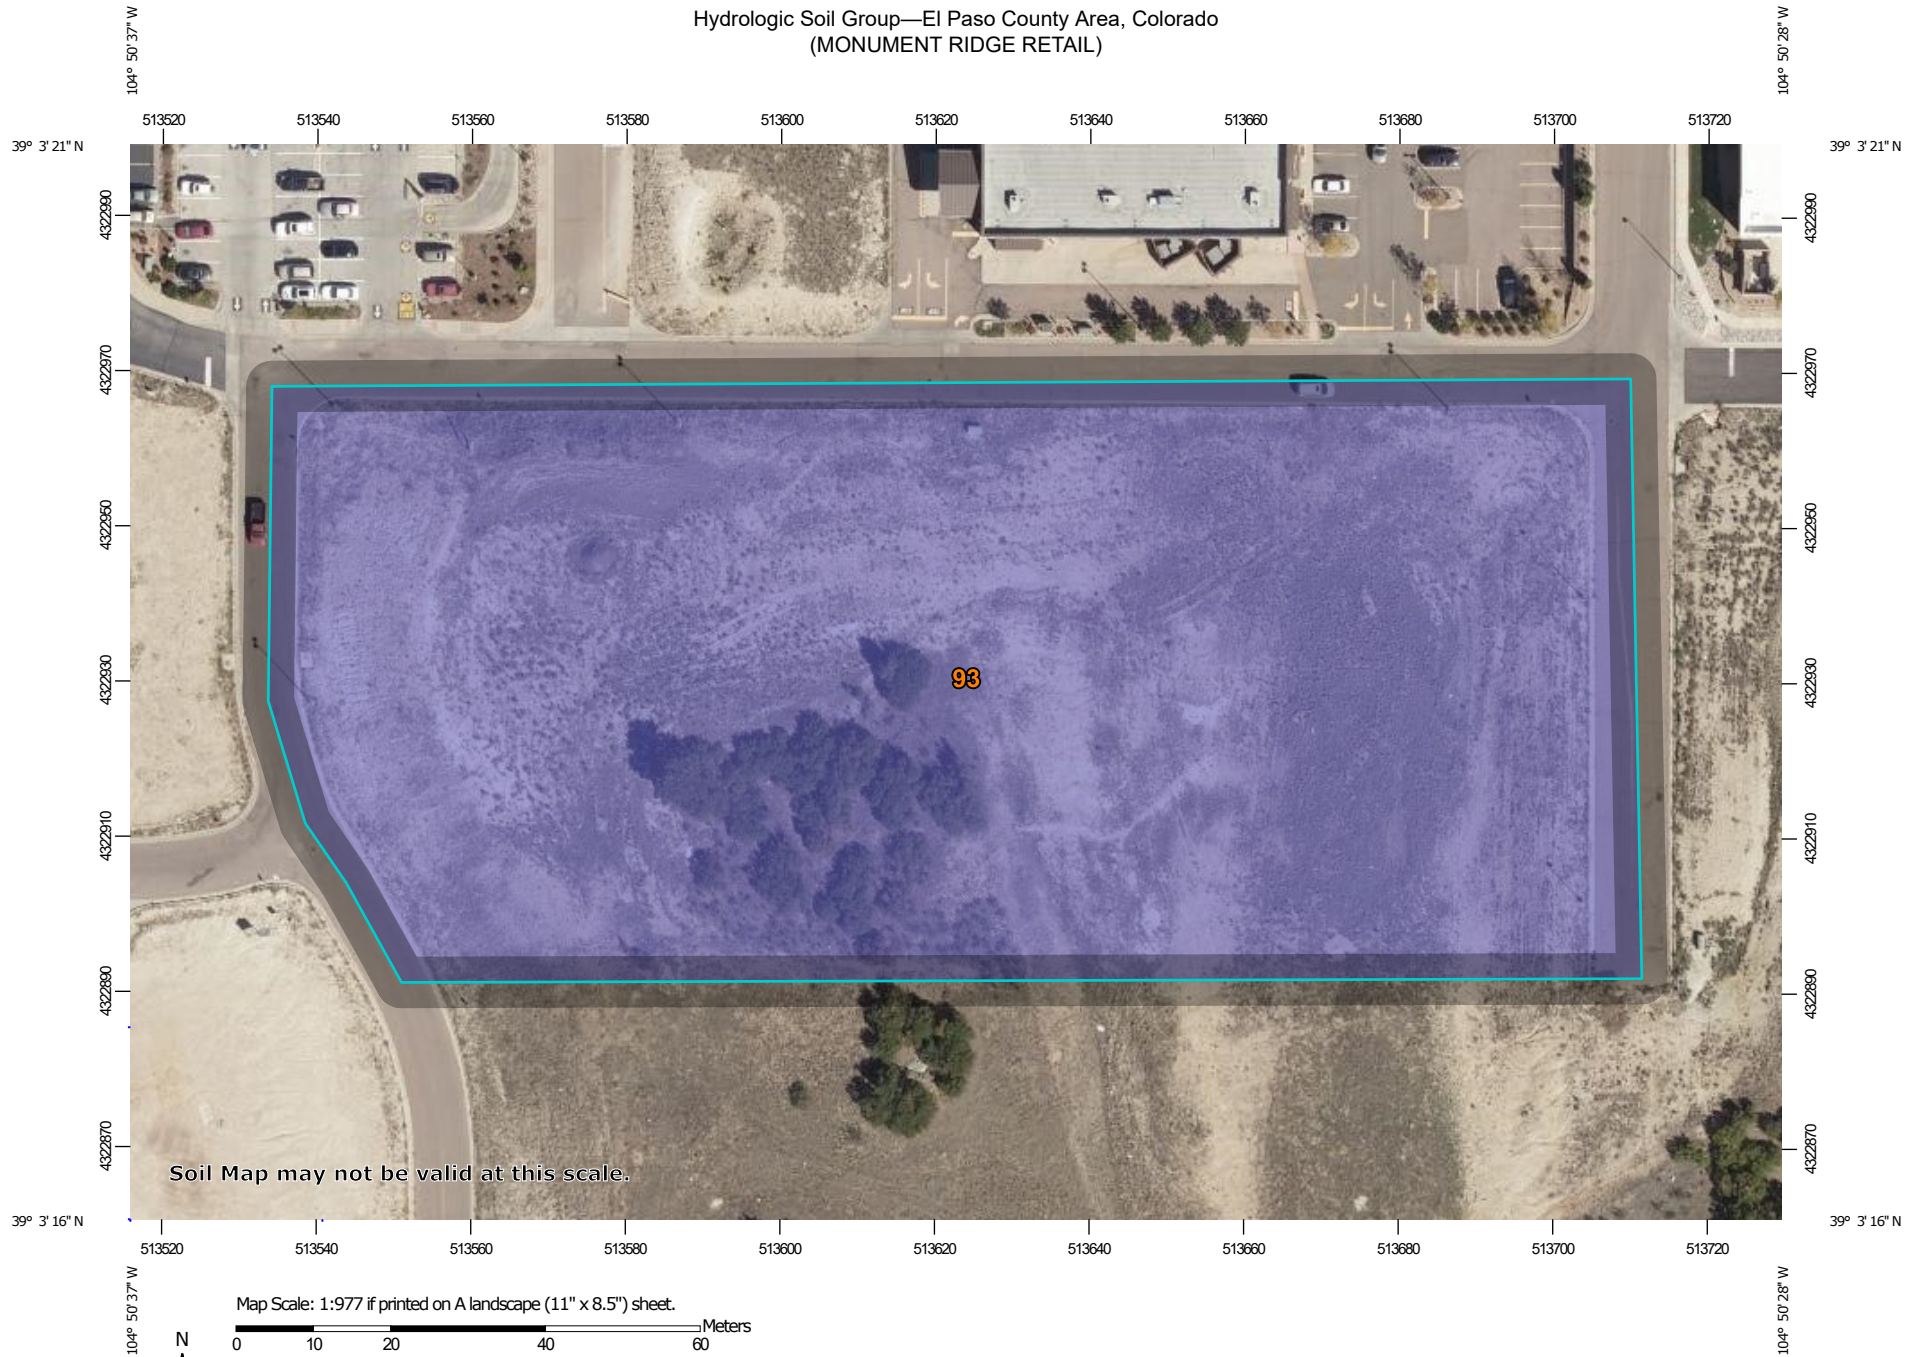 Hydrologic Soil Group—El Paso County Area, Colorado
(MONUMENT RIDGE RETAIL)
104° 50' 37" W
104° 50' 28" W
513520 513540 513560 513580 513600 513620 513640 513660 513680 513700 513720
39° 3' 21" N
39° 3' 21" N
4322990
4322990
4322970
4322970
4322950
4322950
4322930
93
4322930
4322910
4322910
4322890
4322890
4322870
4322870
Soil Map may not be valid at this scale.
39° 3' 16" N
39° 3' 16" N
513520 513540 513560 513580 513600 513620 513640 513660 513680 513700 513720
104° 50' 37" W
104° 50' 28" W
Map Scale: 1:977 if printed on A landscape (11" x 8.5") sheet.
Meters
N
0 10 20 40 60